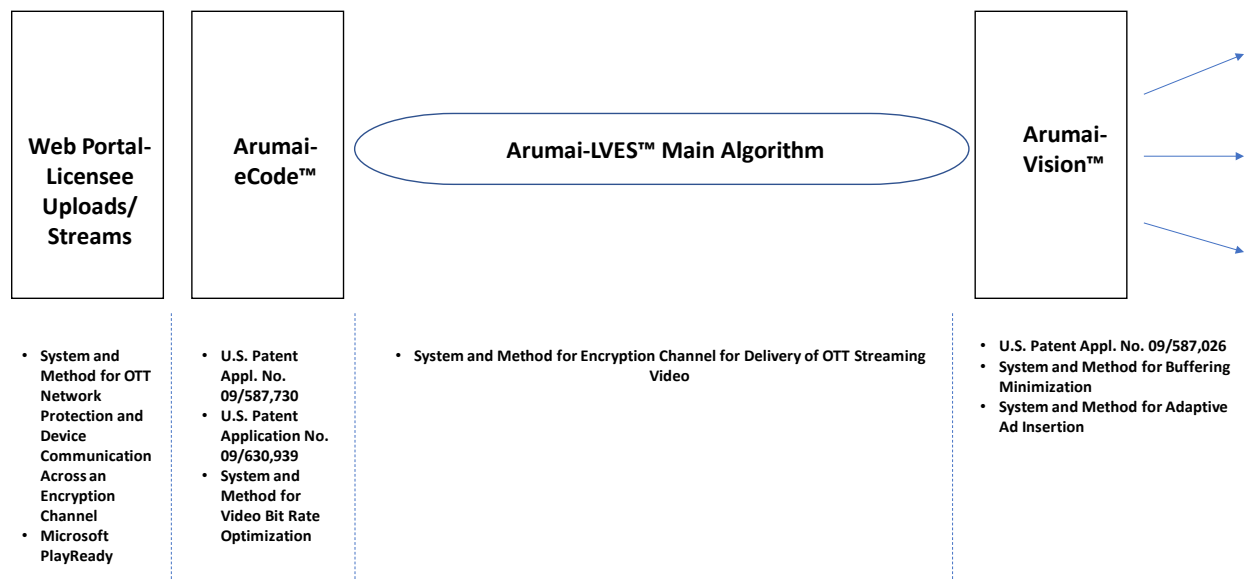 Web Portal-
Licensee
Uploads/
Streams
Arumai-
eCode™
Arumai-LVES™ Main Algorithm
Arumai-
Vision™
• System and
Method for OTT
Network
Protection and
Device
Communication
Across an
Encryption
Channel
• Microsoft
PlayReady
• U.S. Patent
Appl. No.
09/587,730
• U.S. Patent
Application No.
09/630,939
• System and
Method for
Video Bit Rate
Optimization
• System and Method for Encryption Channel for Delivery of OTT Streaming
Video
• U.S. Patent Appl. No. 09/587,026
• System and Method for Buffering
Minimization
• System and Method for Adaptive
Ad Insertion